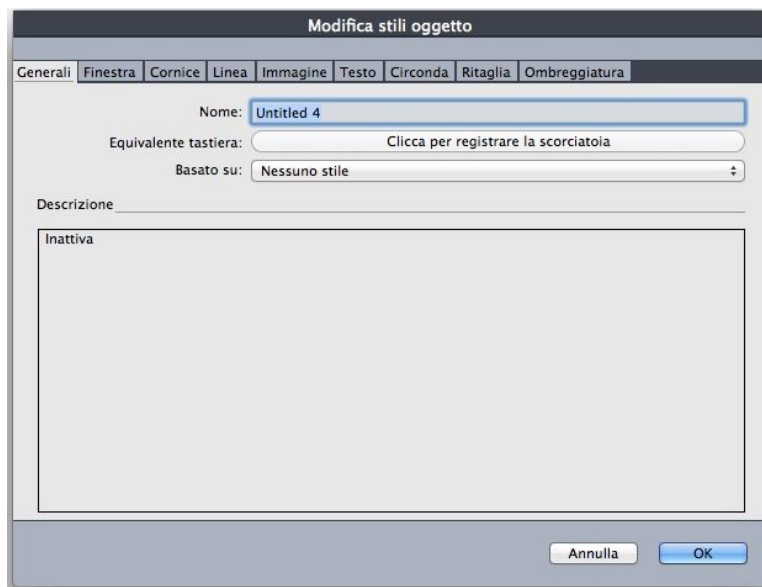 Modifica stili oggetto
Generali Finestra Cornice Linea Immagine Testo Circonda Ritaglia Ombreggiatura
Nome: Untitled 4
Equivalente tastiera: Clicca per registrare la scorciatoia
Basato su: Nessuno stile
Descrizione
Inattiva
Annulla OK